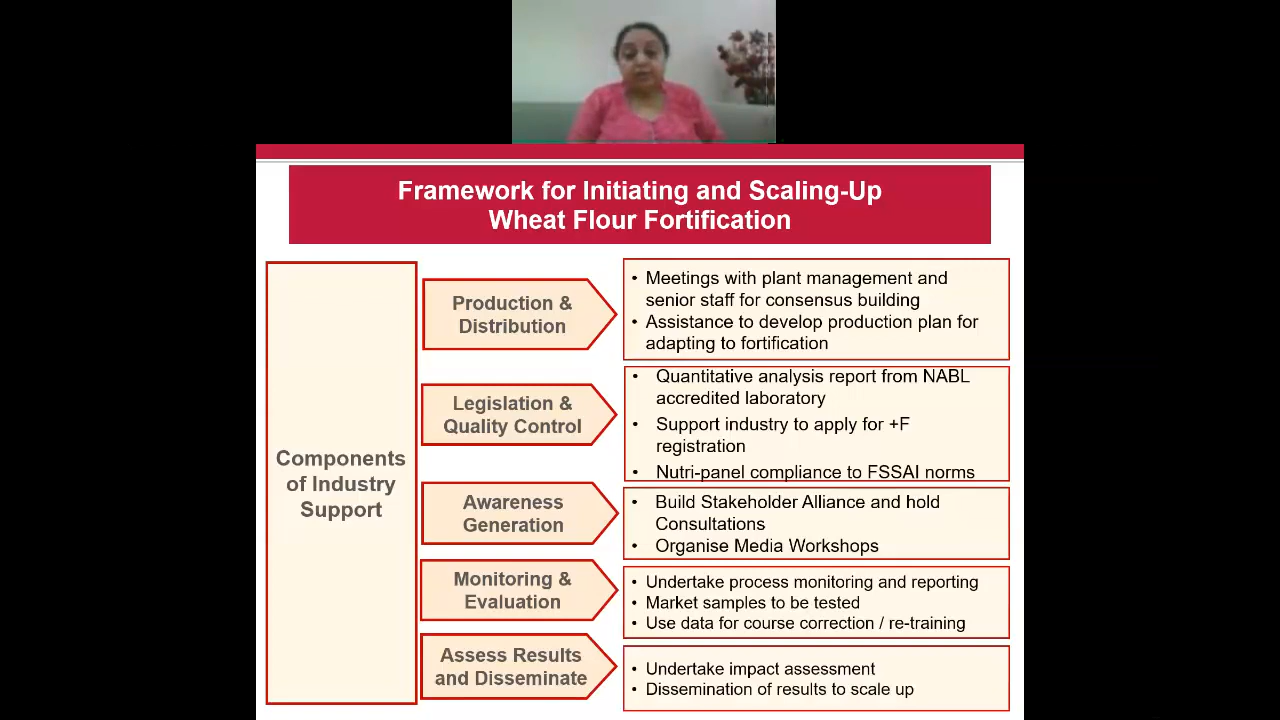 Framework for Initiating and Scaling-Up
Wheat Flour Fortification
Components
of Industry
Support
Production &
Distribution
• Meetings with plant management and
senior staff for consensus building
• Assistance to develop production plan for
adapting to fortification
Legislation &
Quality Control
• Quantitative analysis report from NABL
accredited laboratory
• Support industry to apply for +F
registration
• Nutri-panel compliance to FSSAI norms
Awareness
Generation
• Build Stakeholder Alliance and hold
Consultations
• Organise Media Workshops
Monitoring &
Evaluation
• Undertake process monitoring and reporting
• Market samples to be tested
• Use data for course correction / re-training
Assess Results
and Disseminate
• Undertake impact assessment
• Dissemination of results to scale up